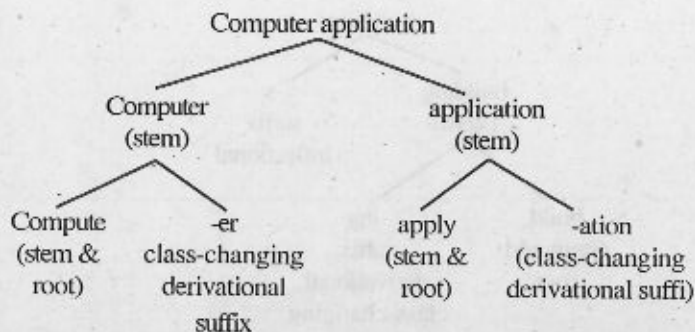 Computer application
Computer application
(stem) (stem)
Compute -er apply -ation
(stem & class-changing (stem & (class-changing
root) derivational root) derivational suffi)
suffix